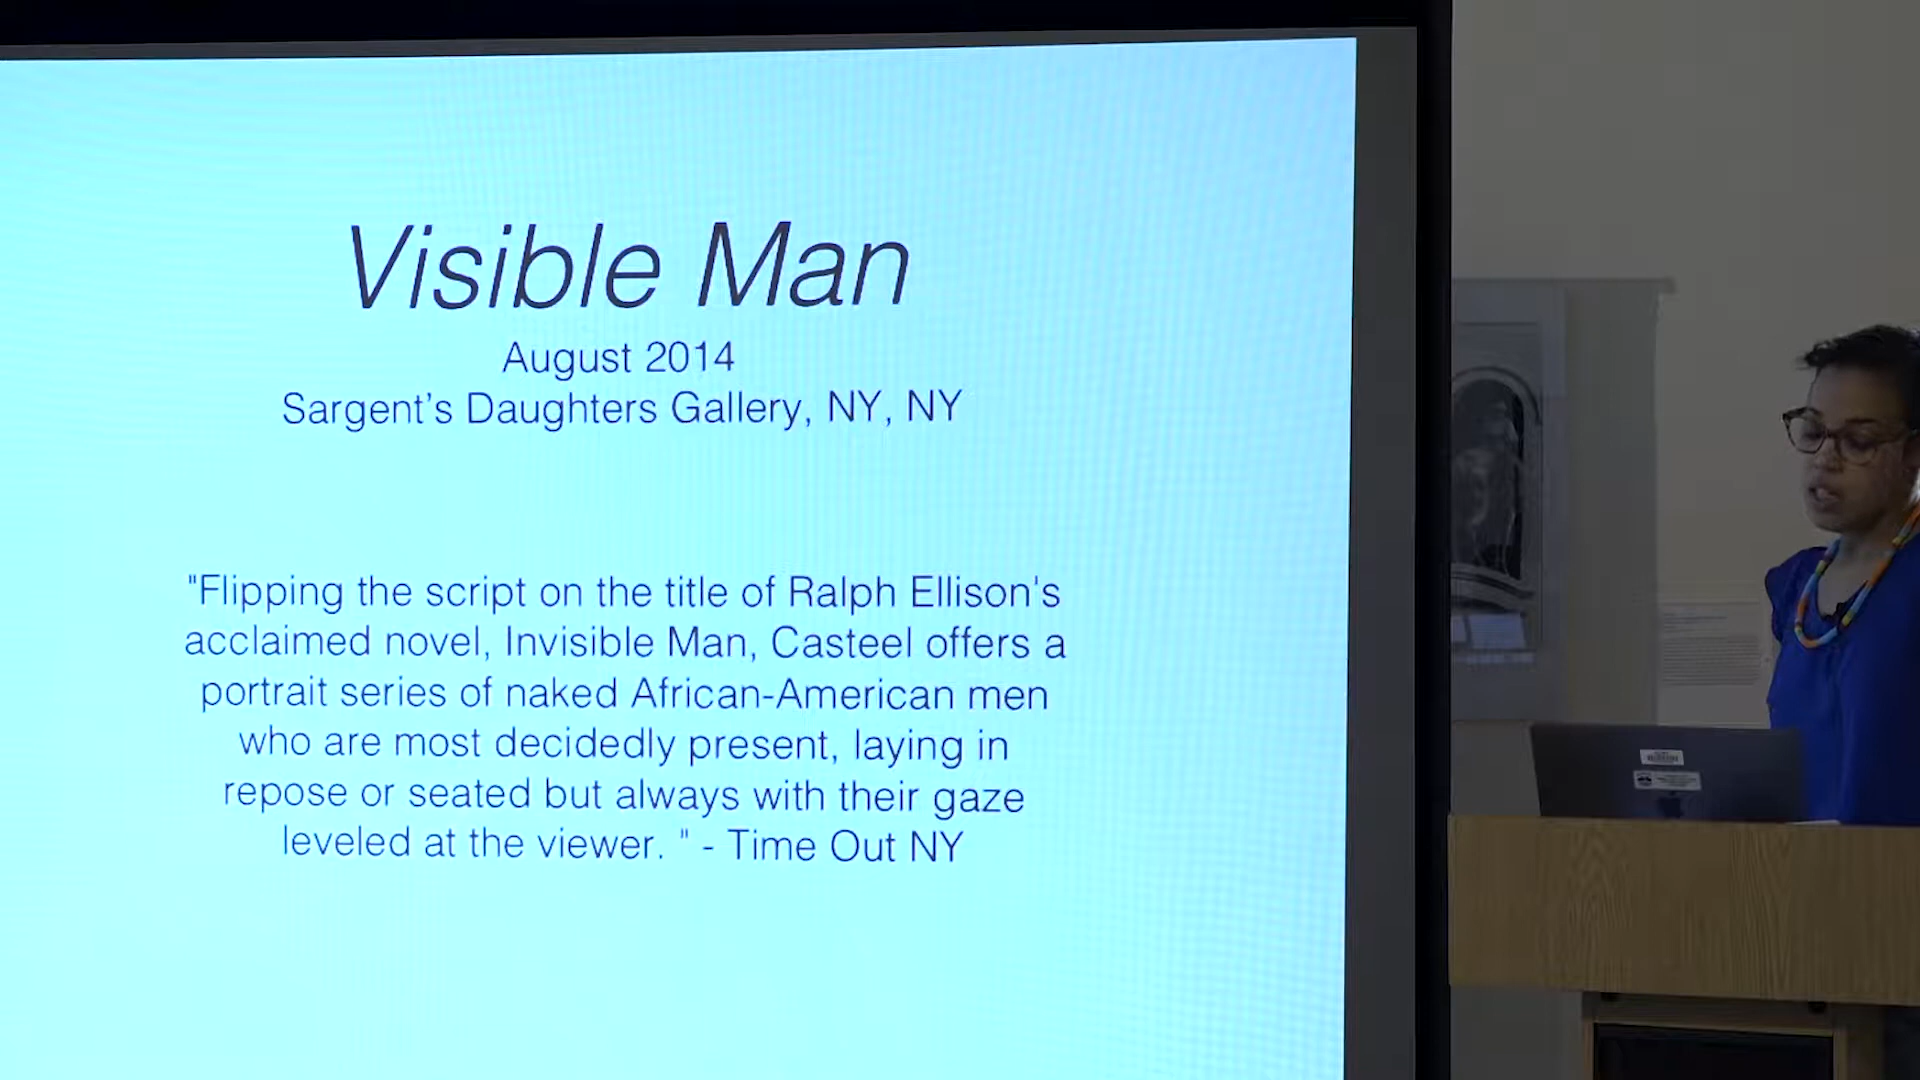 Visible Man
August 2014
Sargent's Daughters Gallery, NY, NY
"Flipping the script on the title of Ralph Ellison's
acclaimed novel, Invisible Man, Casteel offers a
portrait series of naked African-American men
who are most decidedly present, laying in
repose or seated but always with their gaze
leveled at the viewer. " - Time Out NY